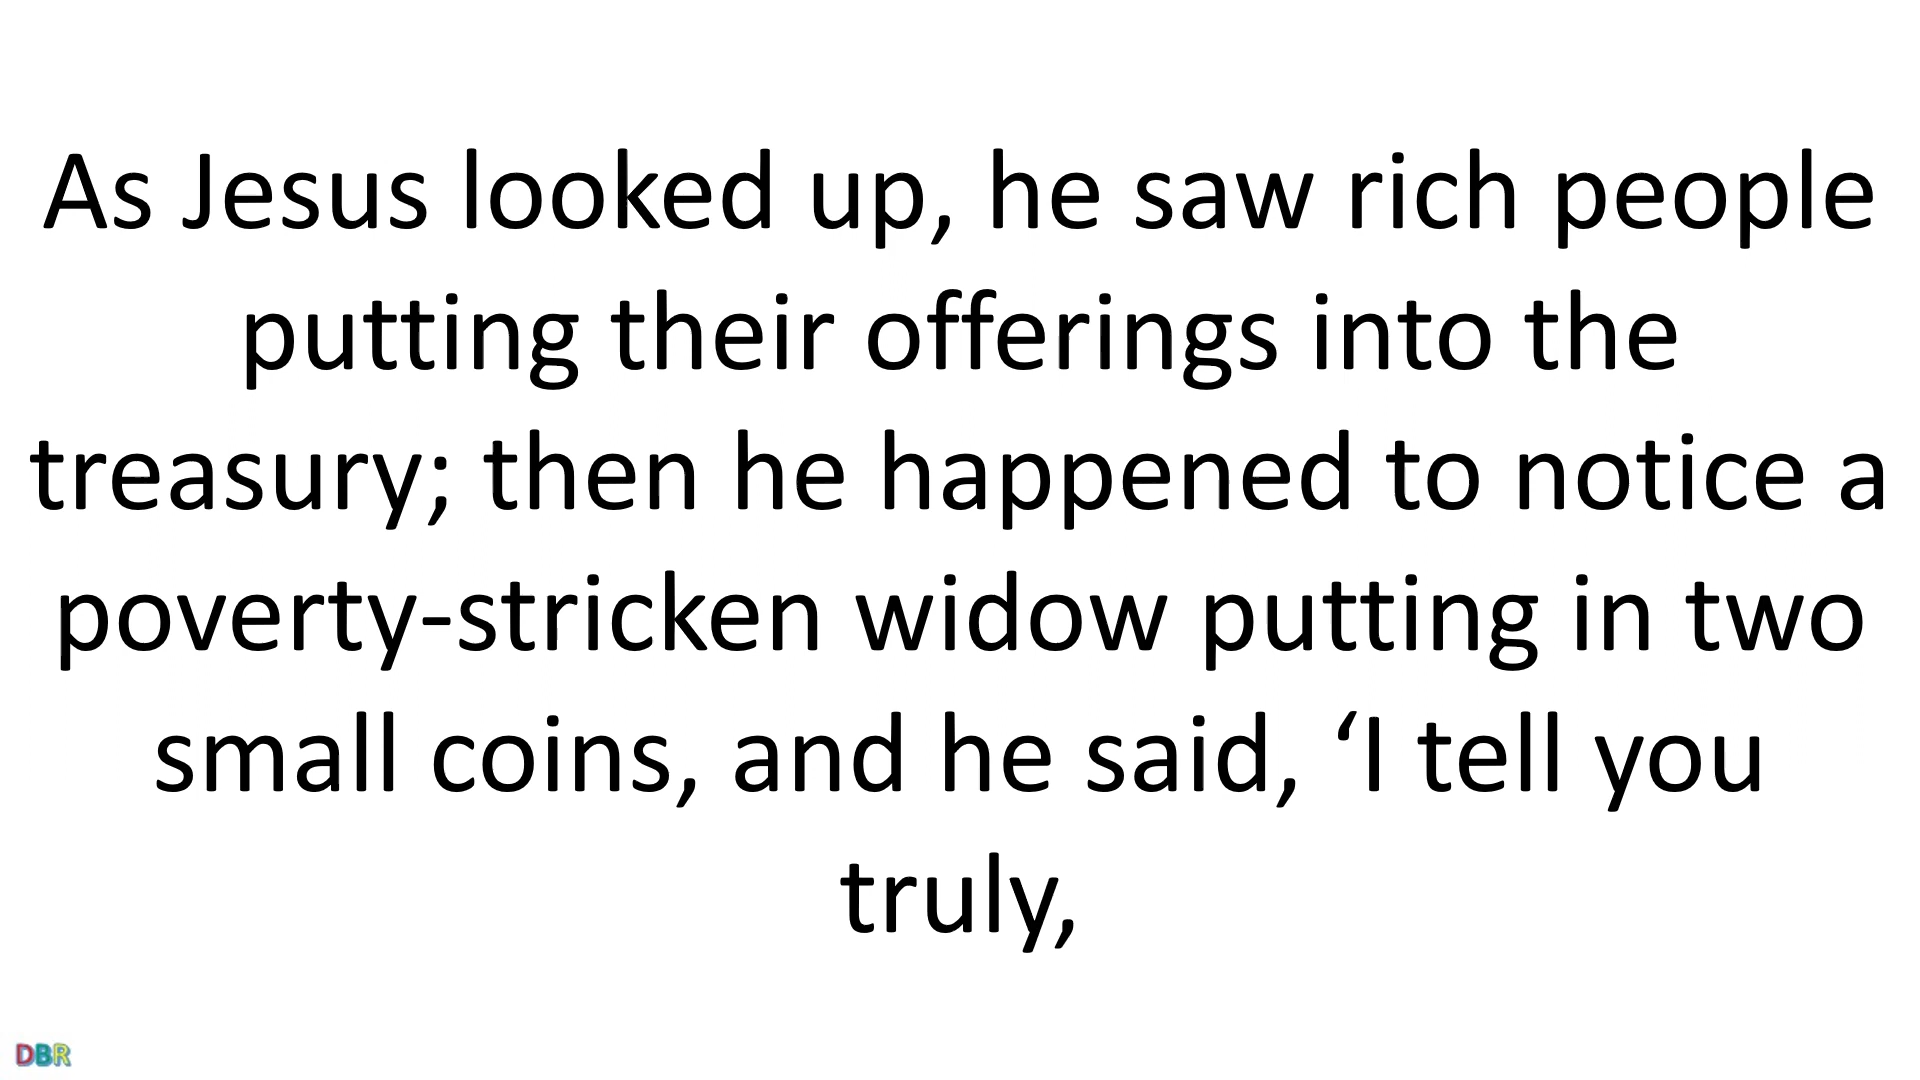 As Jesus looked up, he saw rich people
putting their offerings into the
treasury; then he happened to notice a
poverty-stricken widow putting in two
small coins, and he said, ‘I tell you
truly,
DBR